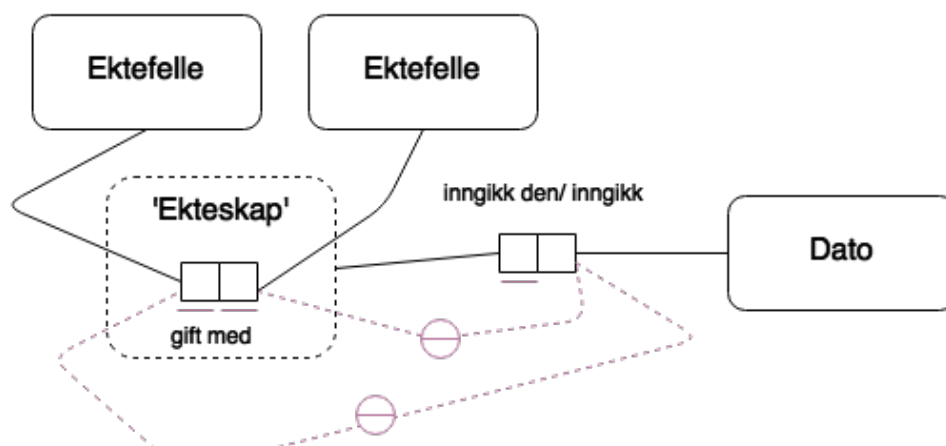 Ektefelle
Ektefelle
'Ekteskap'
inngikk den/ inngikk
Dato
gift med